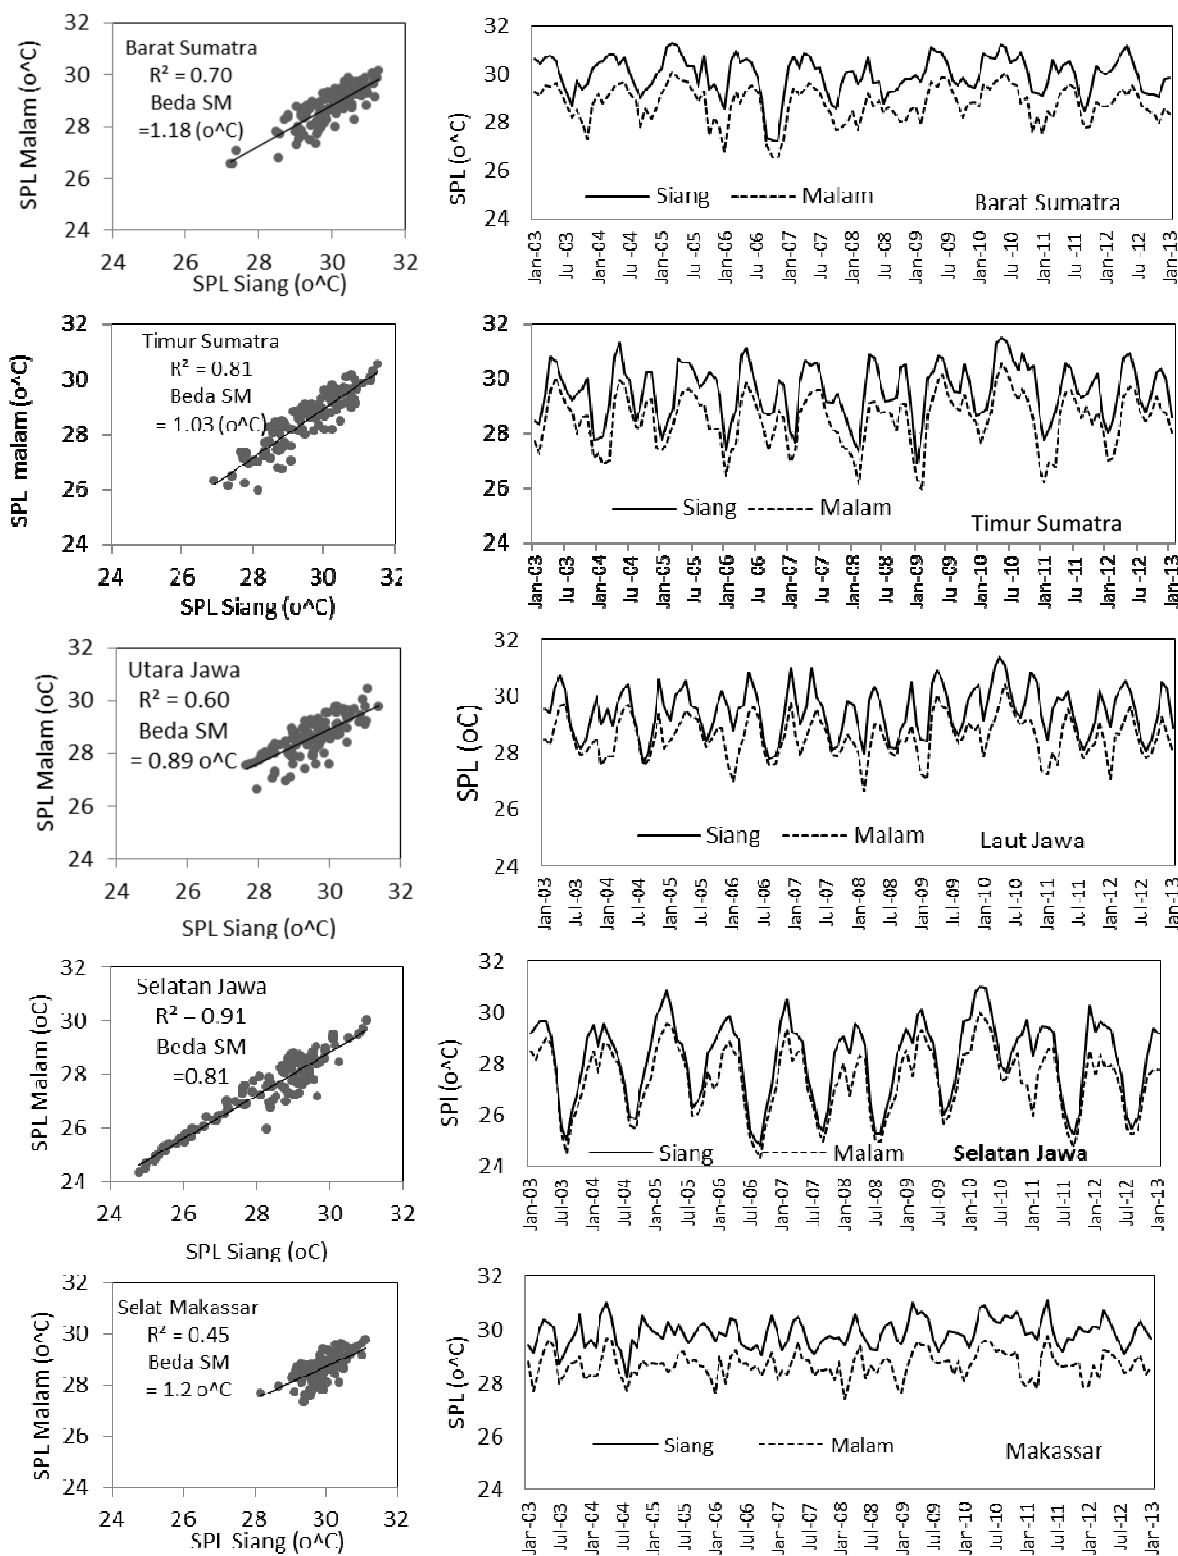 SPL Malam (o^C)
32
30
28
26
24
Barat Sumatra
R² = 0.70
Beda SM
=1.18 (o^C)
24 26 28 30 32
SPL Siang (o^C)
SPL (o^C)
32
30
28
26
24
Siang Malam
Barat Sumatra
Jan-03 Ju -03 Jan-04 Ju -04 Jan-05 Ju -05 Jan-06 Ju -06 Jan-07 Ju -07 Jan-08 Ju -08 Jan-09 Ju -09 Jan-10 Ju -10 Jan-11 Ju -11 Ju 12 Jan-13
SPL malam (o^C)
32
30
28
26
24
Timur Sumatra
R² = 0.81
Beda SM
= 1.03 (o^C)
24 26 28 30 32
SPL Siang (o^C)
32
30
28
26
24
Siang Malam
Timur Sumatra
Jan-03 Ju -03 Jan-04 Ju -04 Jan-05 Ju -05 Jan-06 Ju -06 Jan-07 Ju -07 Jan-08 Ju -08 Jan-09 Ju -09 Jan-10 Ju -10 Jan-11 Ju -11 Jan-12 Ju -12 Jan-13
SPL Malam (oC)
32
30
28
26
24
Utara Jawa
R² = 0.60
Beda SM
= 0.89 o^C
24 26 28 30 32
SPL Siang (o^C)
SPL (oC)
32
30
28
26
24
Siang Malam
Laut Jawa
Jan-03 Jul-03 Jan-04 Jul-04 Jan-05 Jul-05 Jan-06 Jul-06 Jan-07 Jul-07 Jan-08 Jul-08 Jan-09 Jul-09 Jan-10 Jul-10 Jan-11 Jul-11 Jan-12 Jul-12 Jan-13
SPL Malam (oC)
32
30
28
26
24
Selatan Jawa
R² – 0.91
Beda SM
=0.81
24 26 28 30 32
SPL Siang (oC)
SPI (o^C)
32
30
28
26
24
Siang Malam
Selatan Jawa
Jan-03 Jul-03 Jan-04 Jul-04 Jan-05 Jul-05 Jan-06 Jul-06 Jan-07 Jul-07 Jan-08 Jul-08 Jan-09 Jul-09 Jan-10 Jul-10 Jan-11 Jul-11 Jan-12 Jul-12 Jan-13
SPL Malam (o^C)
32
30
28
26
24
Selat Makassar
R² = 0.45
Beda SM
= 1.2 o^C
24 26 28 30 32
SPL Siang (o^C)
SPL (o^C)
32
30
28
26
24
Siang Malam
Makassar
Jan-03 Jul-03 Jan-04 Jul-04 Jan-05 Jul-05 Jan-06 Jul-06 Jan-07 Jul-07 Jan-08 Jul-08 Jan-09 Jul-09 Jan-10 Jul-10 Jan-11 Jul-11 Jan-12 Jul-12 Jan-13